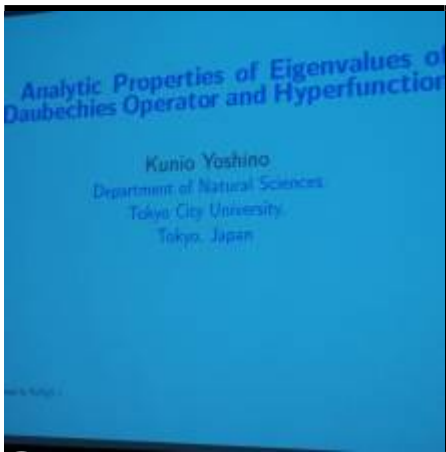 Analytic Properties of Eigenvalues of
Daubechies Operator and Hyperfunction
Kunio Yoshino
Department of Natural Sciences
Tokyo City University,
Tokyo, Japan